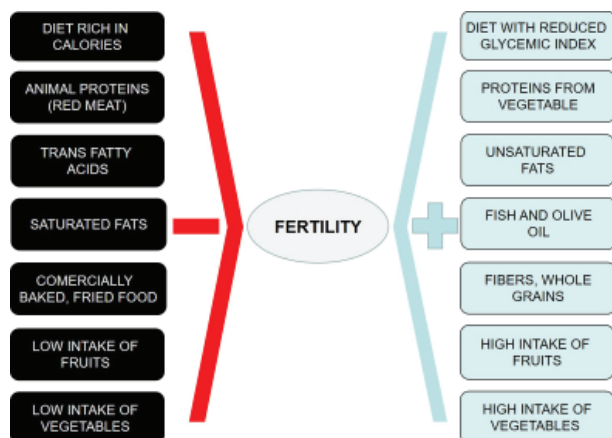 DIET RICH IN
CALORIES
ANIMAL PROTEINS
(RED MEAT)
TRANS FATTY
ACIDS
SATURATED FATS
COMERCIALLY
BAKED, FRIED FOOD
LOW INTAKE OF
FRUITS
LOW INTAKE OF
VEGETABLES
FERTILITY
DIET WITH REDUCED
GLYCEMIC INDEX
PROTEINS FROM
VEGETABLE
UNSATURATED
FATS
FISH AND OLIVE
OIL
FIBERS, WHOLE
GRAINS
HIGH INTAKE OF
FRUITS
HIGH INTAKE OF
VEGETABLES